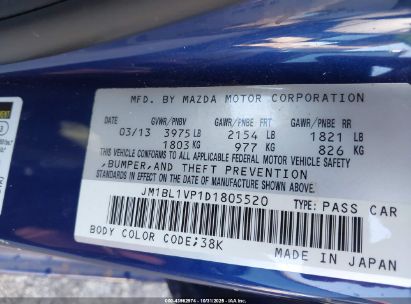 MFD. BY MAZDA MOTOR CORPORATION
GVWR/PNBV GAWR/PNBE FRT GAWR/PNBE RR
03/13 3975 LB 2154 LB 1821 LB
1803 KG 977 KG 826 KG
THIS VEHICLE CONFORMS TO ALL APPLICABLE FEDERAL MOTOR VEHICLE SAFETY
, BUMPER, AND THEFT PREVENTION
STANDARDS IN EFFECT ON THE DATE OF MANUFACTURE SHOWN ABOVE.
JM1BL1VP1D1805520 TYPE: PASS CAR
BODY COLOR CODE; 38K
MADE IN JAPAN